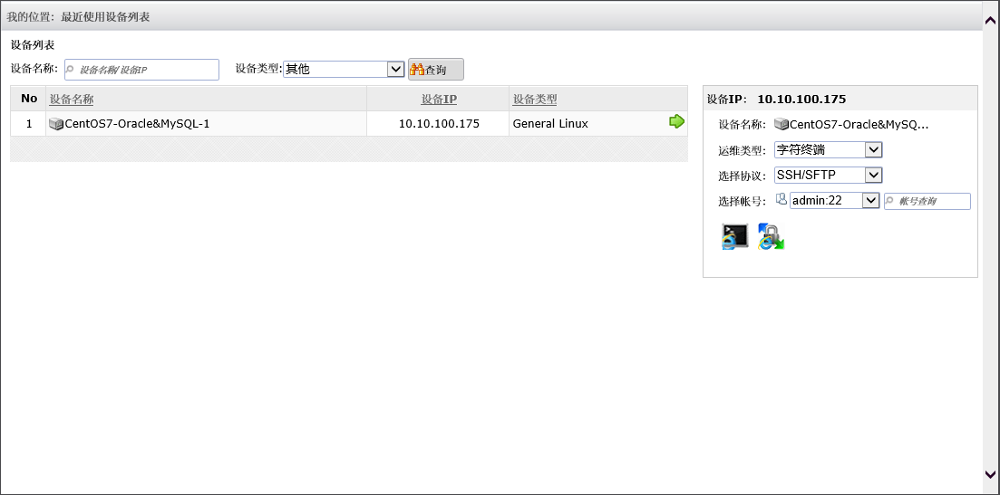 我的位置: 最近使用设备列表
设备列表
设备名称: 设备名称/设备IP 设备类型: 其他 查询
No 设备名称 设备IP 设备类型
1 CentOS7-Oracle&MySQL-1 10.10.100.175 General Linux
设备IP: 10.10.100.175
设备名称: CentOS7-Oracle&MySQ...
运维类型: 字符终端
选择协议: SSH/SFTP
选择帐号: admin:22 帐号查询